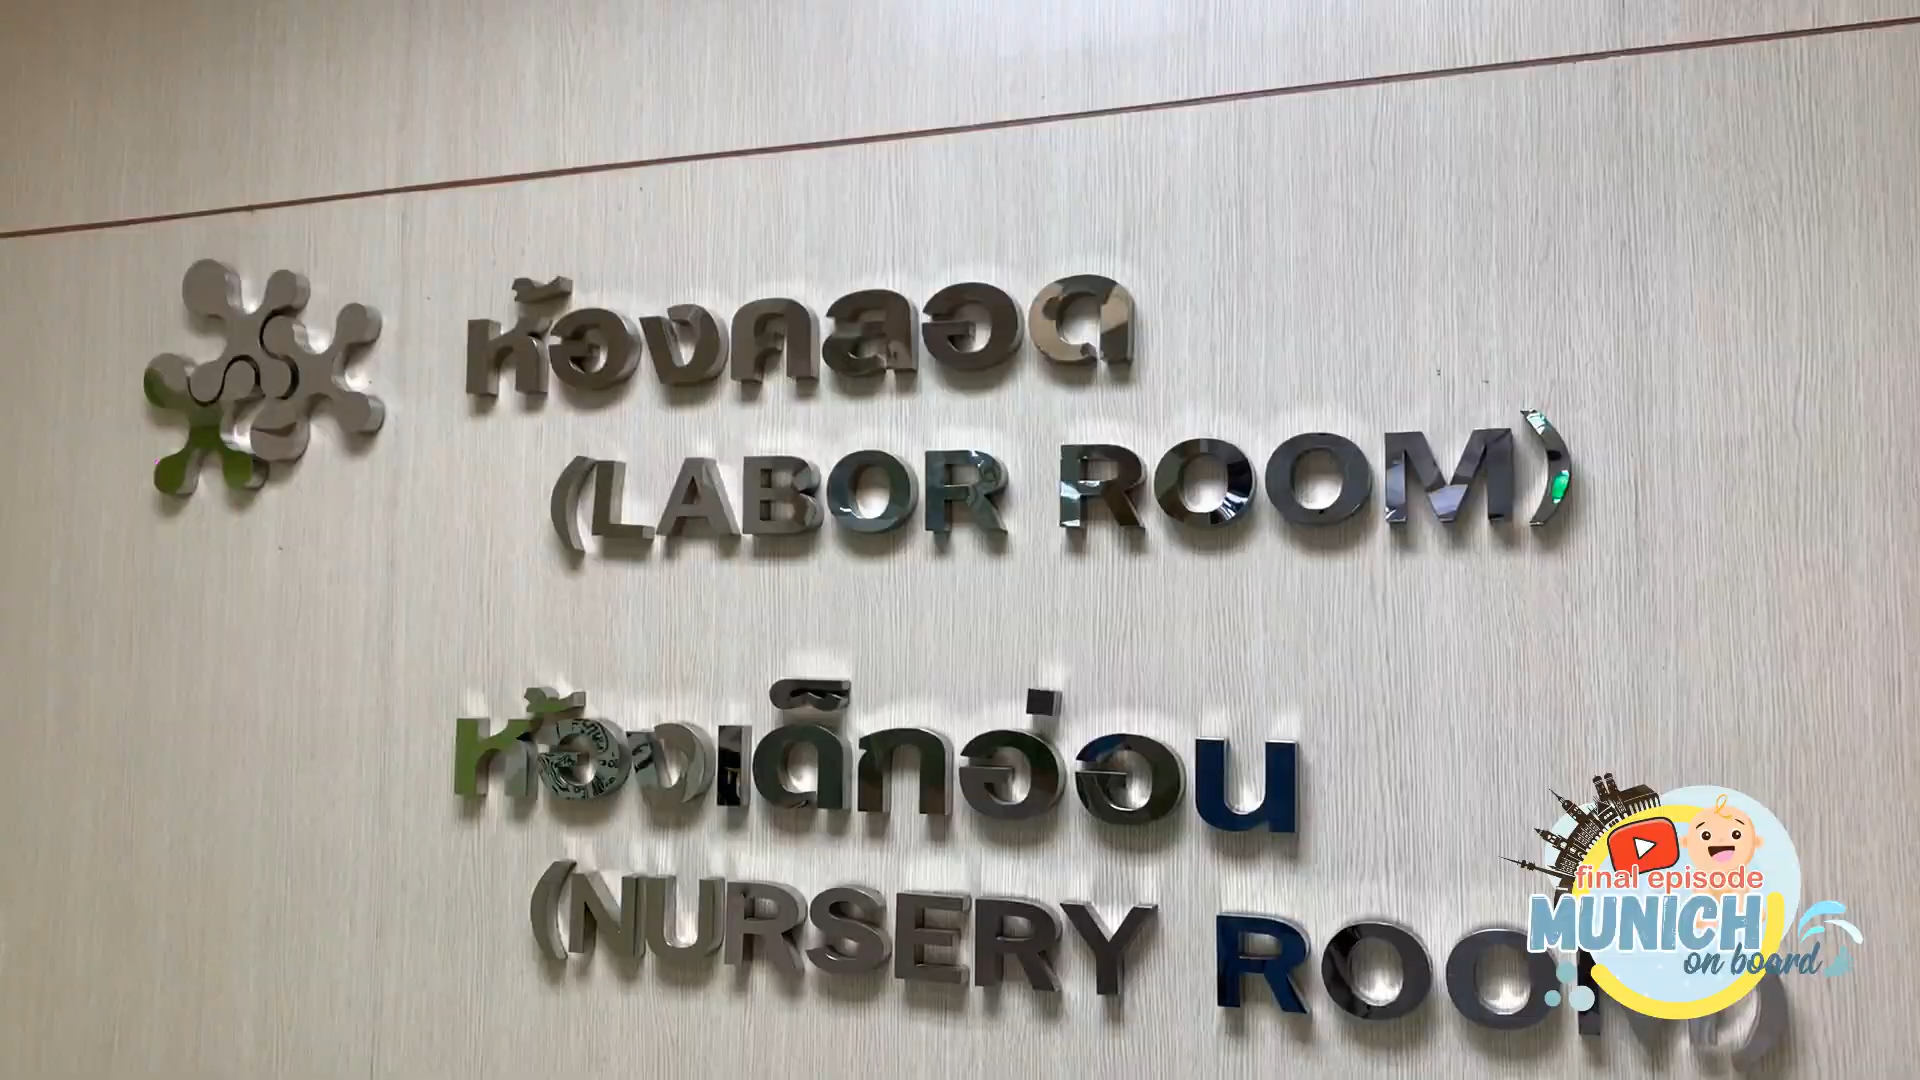 ห้องคลอด
(LABOR ROOM)
ห้องเด็กอ่อน
(NURSERY ROOM)
final episode
MUNICH
on board